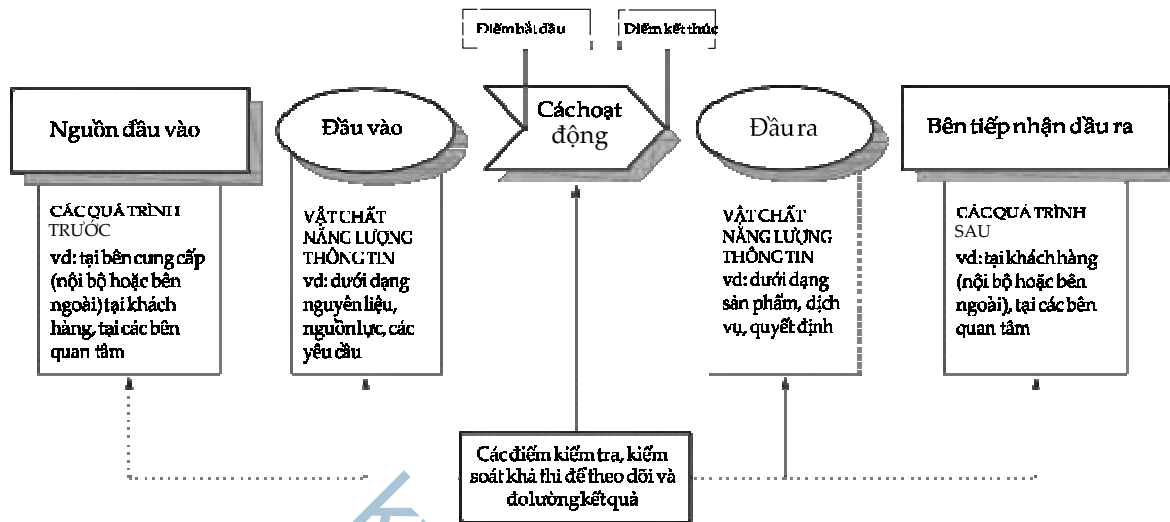 Điểm bắt đầu
Điểm kết thúc
Nguồn đầu vào
Đầu vào
Các hoạt
động
Đầu ra
Bên tiếp nhận đầu ra
CÁC QUÁ TRÌNH
TRƯỚC
vd: tại bên cung cấp
(nội bộ hoặc bên
ngoài) tại khách
hàng, tại các bên
quan tâm
VẬT CHẤT
NĂNG LƯỢNG
THÔNG TIN
vd: dưới dạng
nguyên liệu,
nguồn lực, các
yêu cầu
VẬT CHẤT
NĂNG LƯỢNG
THÔNG TIN
vd: dưới dạng
sản phẩm, dịch
vụ, quyết định
CÁC QUÁ TRÌNH
SAU
vd: tại khách hàng
(nội bộ hoặc bên
ngoài), tại các bên
quan tâm
Các điểm kiểm tra, kiểm
soát khả thi để theo dõi và
đo lường kết quả